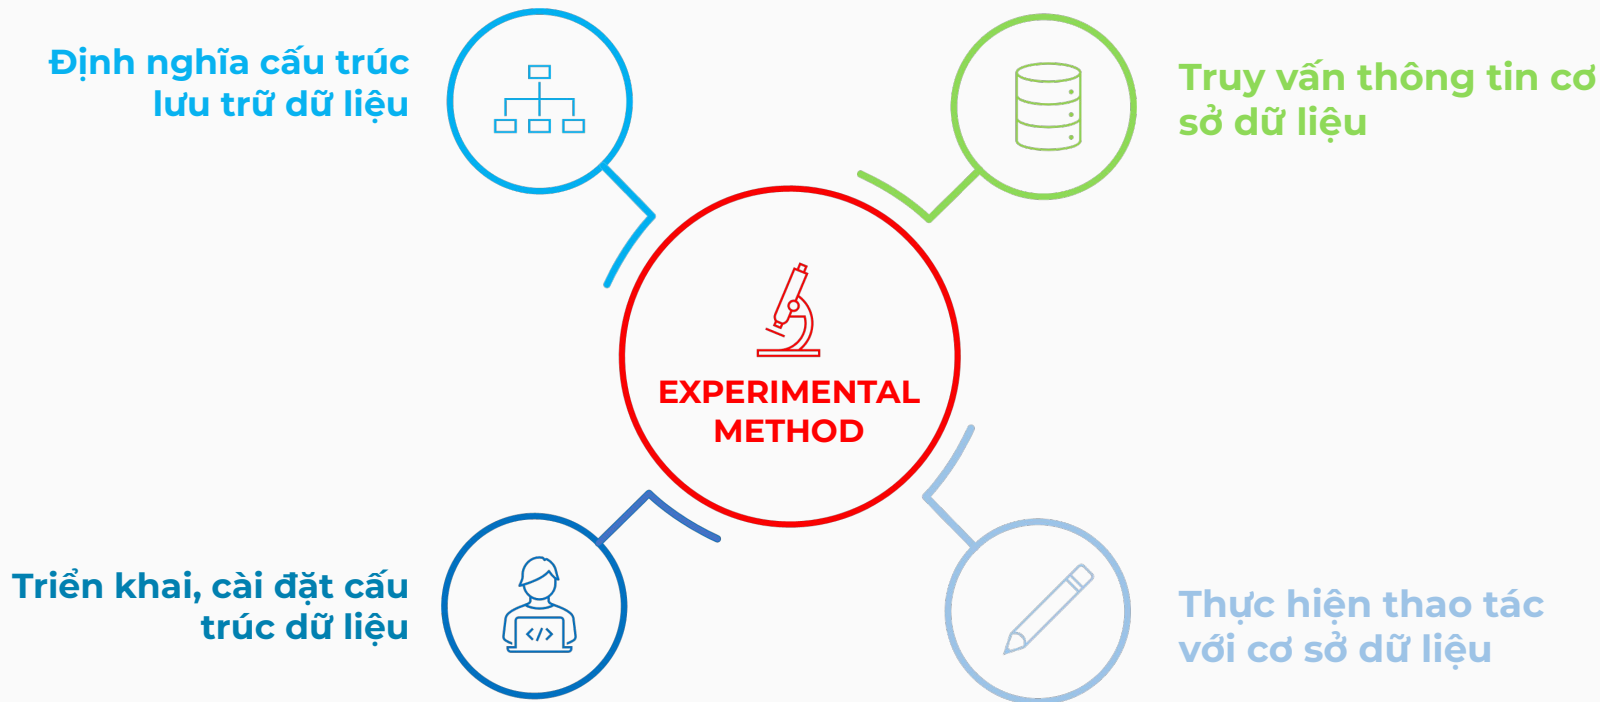 Định nghĩa cấu trúc
lưu trữ dữ liệu
Truy vấn thông tin cơ
sở dữ liệu
EXPERIMENTAL
METHOD
Triển khai, cài đặt cấu
trúc dữ liệu
</>
Thực hiện thao tác
với cơ sở dữ liệu